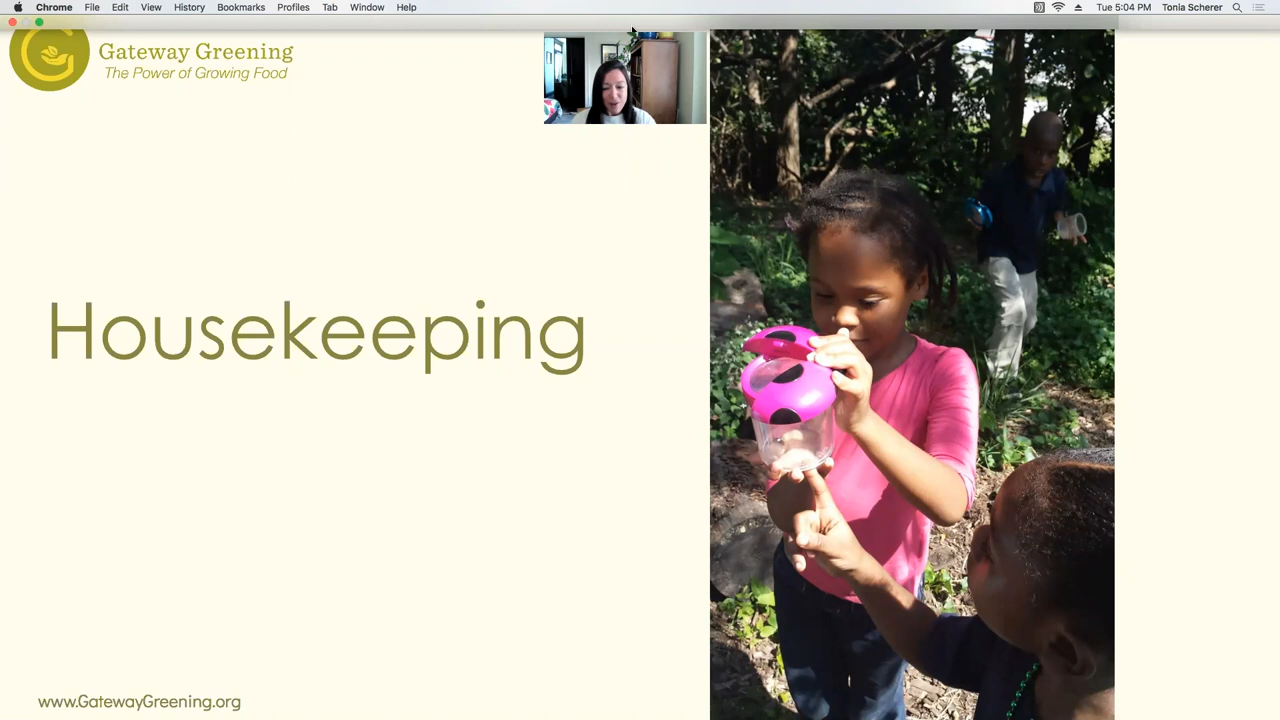 Chrome File Edit View History Bookmarks Profiles Tab Window Help Tue 5:04 PM Tonia Scherer
Gateway Greening
The Power of Growing Food
Housekeeping
www.GatewayGreening.org